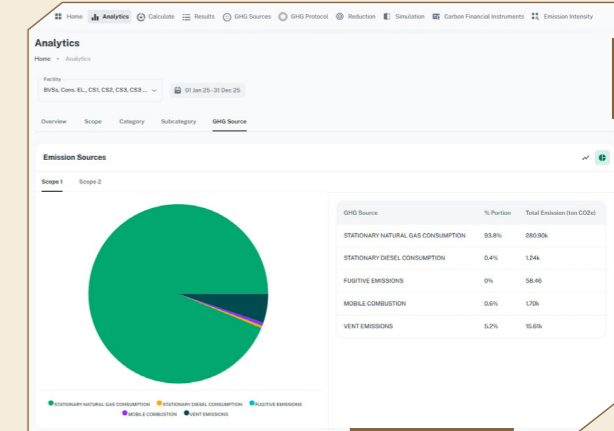 Home Analytics Calculate Results GHG Sources GHG Protocol Reduction Simulation Carbon Financial Instruments Emission Intensity
Analytics
Home • Analytics
Facility
BVSs, Cons. EL., CS1, CS2, CS3, CS3 ...
01 Jan 25-31 Dec 25
Overview Scope Category Subcategory GHG Source
Emission Sources
Scope 1 Scope 2
GHG Source % Portion Total Emission (ton CO2e)
STATIONARY NATURAL GAS CONSUMPTION 93.8% 280.90k
STATIONARY DIESEL CONSUMPTION 0.4% 1.24k
FUGITIVE EMISSIONS 0% 58.46
MOBILE COMBUSTION 0.6% 1.70k
VENT EMISSIONS 5.2% 15.61k
STATIONARY NATURAL GAS CONSUMPTION STATIONARY DIESEL CONSUMPTION FUGITIVE EMISSIONS
MOBILE COMBUSTION VENT EMISSIONS